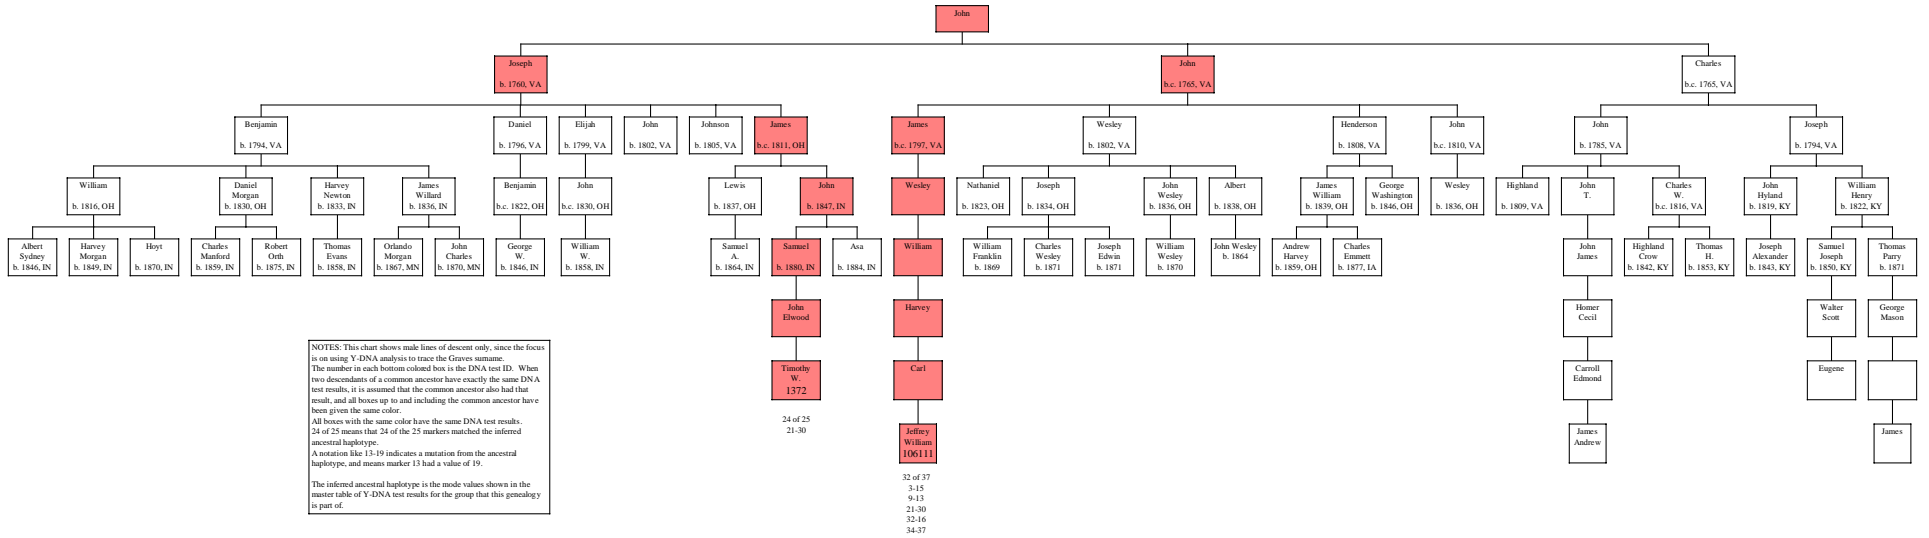 John
Joseph
b. 1760, VA
John
b.c. 1765, VA
Charles
b.c. 1765, VA
Benjamin
b. 1794, VA
Daniel
b. 1796, VA
Elijah
b. 1799, VA
John
b. 1802, VA
Johnson
b. 1805, VA
James
b.c. 1811, OH
James
b.c. 1797, VA
Wesley
b. 1802, VA
Henderson
b. 1808, VA
John
b.c. 1810, VA
John
b. 1785, VA
Joseph
b. 1794, VA
William
b. 1816, OH
Daniel
Morgan
b. 1830, OH
Harvey
Newton
b. 1833, IN
James
Willard
b. 1836, IN
Benjamin
b.c. 1822, OH
John
b.c. 1830, OH
Lewis
b. 1837, OH
John
b. 1847, IN
Wesley
Nathaniel
b. 1823, OH
Joseph
b. 1834, OH
John
Wesley
b. 1836, OH
Albert
b. 1838, OH
James
William
b. 1839, OH
George
Washington
b. 1846, OH
Wesley
b. 1836, OH
Highland
b. 1809, VA
John
T.
Charles
W.
b.c. 1816, VA
John
Hyland
b. 1819, KY
William
Henry
b. 1822, KY
Albert
Sydney
b. 1846, IN
Harvey
Morgan
b. 1849, IN
Hoyt
b. 1870, IN
Charles
Manford
b. 1859, IN
Robert
Orth
b. 1875, IN
Thomas
Evans
b. 1858, IN
Orlando
Morgan
b. 1867, MN
John
Charles
b. 1870, MN
George
W.
b. 1846, IN
William
W.
b. 1858, IN
Samuel
A.
b. 1864, IN
Samuel
b. 1880, IN
Asa
b. 1884, IN
William
William
Franklin
b. 1869
Charles
Wesley
b. 1871
Joseph
Edwin
b. 1871
William
Wesley
b. 1870
John Wesley
b. 1864
Andrew
Harvey
b. 1859, OH
Charles
Emmett
b. 1877, IA
John
James
Highland
Crow
b. 1842, KY
Thomas
H.
b. 1853, KY
Joseph
Alexander
b. 1843, KY
Samuel
Joseph
b. 1850, KY
Thomas
Parry
b. 1871
John
Elwood
Harvey
Homer
Cecil
Walter
Scott
George
Mason
Timothy
W.
1372
Carl
Carroll
Edmond
Eugene
24 of 25
21-30
Jeffrey
William
106111
James
Andrew
James
32 of 37
3-15
9-13
21-30
32-16
34-37
NOTES: This chart shows male lines of descent only, since the focus
is on using Y-DNA analysis to trace the Graves surname.
The number in each bottom colored box is the DNA test ID. When
two descendants of a common ancestor have exactly the same DNA
test results, it is assumed that the common ancestor also had that
result, and all boxes up to and including the common ancestor have
been given the same color.
All boxes with the same color have the same DNA test results.
24 of 25 means that 24 of the 25 markers matched the inferred
ancestral haplotype.
A notation like 13-19 indicates a mutation from the ancestral
haplotype, and means marker 13 had a value of 19.
The inferred ancestral haplotype is the mode values shown in the
master table of Y-DNA test results for the group that this genealogy
is part of.